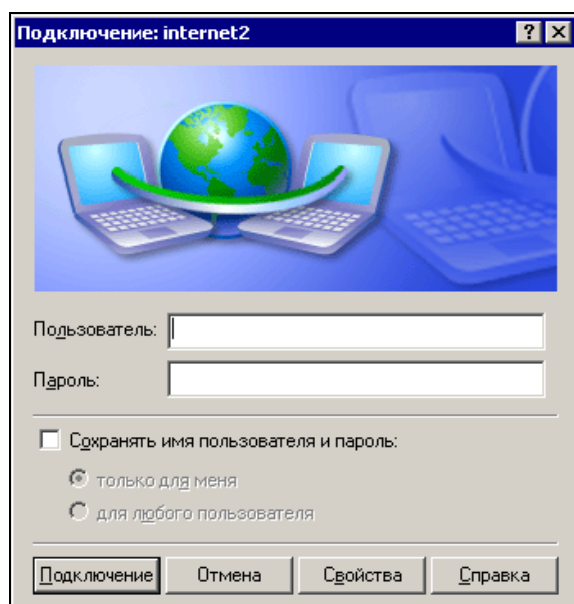 Подключение: internet2
Пользователь:
Пароль:
Сохранять имя пользователя и пароль:
только для меня
для любого пользователя
Подключение Отмена Свойства Справка